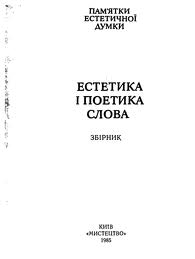 ПАМ'ЯТКИ
ЕСТЕТИЧНОЇ
ДУМКИ
ЕСТЕТИКА
І ПОЕТИКА
СЛОВА
ЗБІРНИК
КИЇВ
«МИСТЕЦТВО»
1985